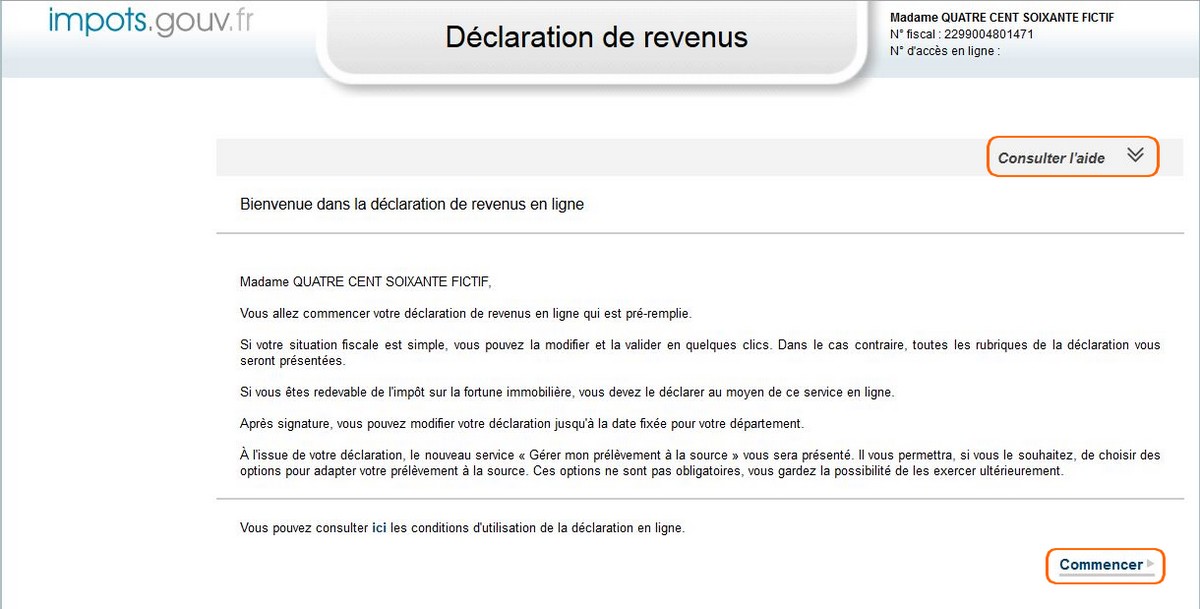 impots.gouv.fr
Déclaration de revenus
Madame QUATRE CENT SOIXANTE FICTIF
N° fiscal : 2299004801471
N° d'accès en ligne :
Consulter l'aide
Bienvenue dans la déclaration de revenus en ligne
Madame QUATRE CENT SOIXANTE FICTIF,
Vous allez commencer votre déclaration de revenus en ligne qui est pré-remplie.
Si votre situation fiscale est simple, vous pouvez la modifier et la valider en quelques clics. Dans le cas contraire, toutes les rubriques de la déclaration vous
seront présentées.
Si vous êtes redevable de l'impôt sur la fortune immobilière, vous devez le déclarer au moyen de ce service en ligne.
Après signature, vous pouvez modifier votre déclaration jusqu'à la date fixée pour votre département.
À l'issue de votre déclaration, le nouveau service « Gérer mon prélèvement à la source » vous sera présenté. Il vous permettra, si vous le souhaitez, de choisir des
options pour adapter votre prélèvement à la source. Ces options ne sont pas obligatoires, vous gardez la possibilité de les exercer ultérieurement.
Vous pouvez consulter ici les conditions d'utilisation de la déclaration en ligne.
Commencer